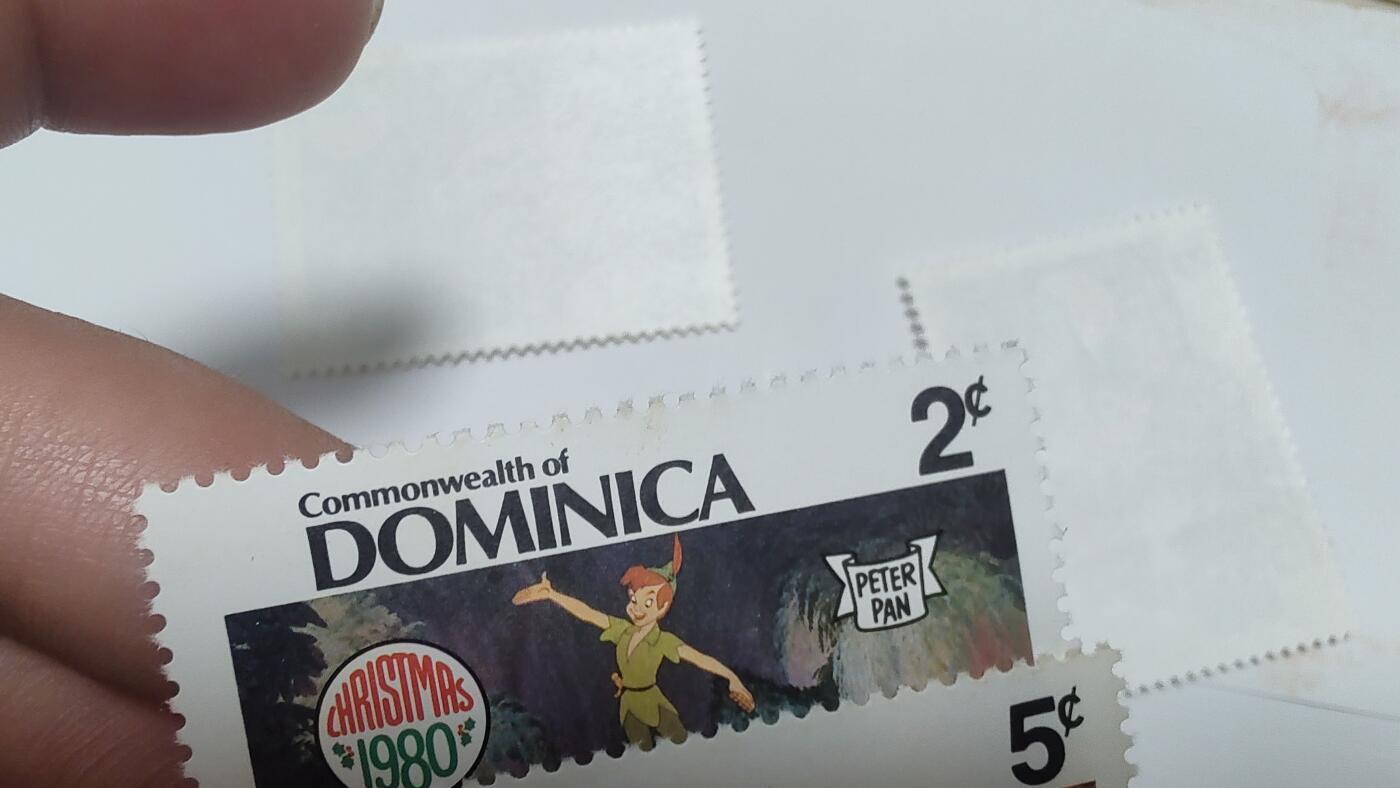 2¢
Commonwealth of
DOMINICA
PETER
PAN
CHRISTMAS
1980
5¢